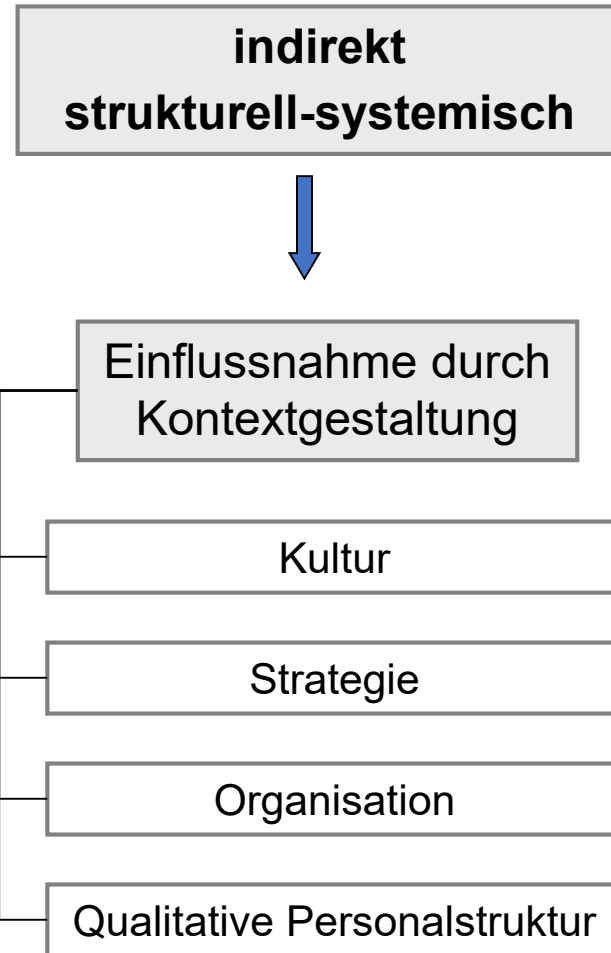 indirekt
strukturell-systemisch
Einflussnahme durch
Kontextgestaltung
Kultur
Strategie
Organisation
Qualitative Personalstruktur